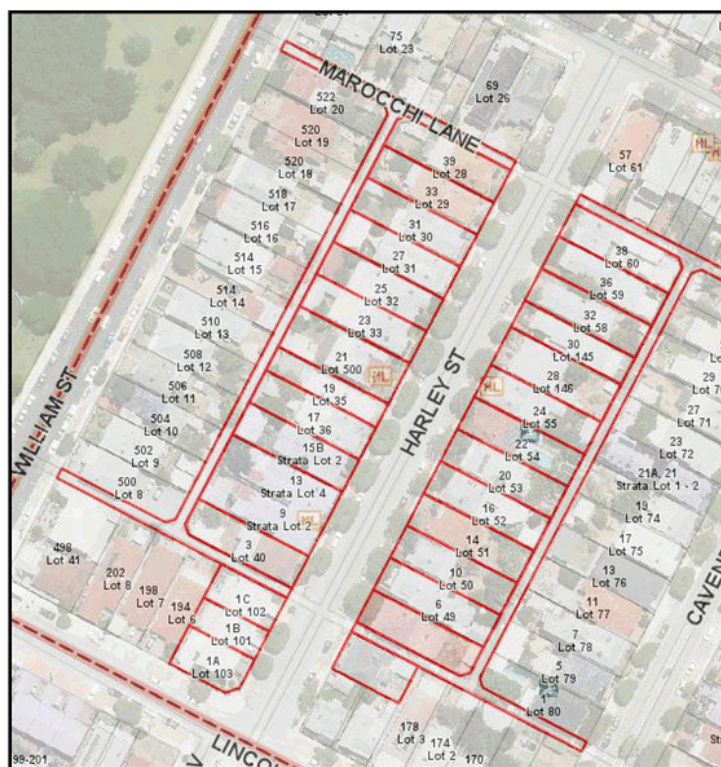 75
Lot 23
69
Lot 26
MAROCCHI LANE
522
Lot 20
520
Lot 19
520
Lot 18
518
Lot 17
516
Lot 16
514
Lot 15
514
Lot 14
510
Lot 13
508
Lot 12
506
Lot 11
504
Lot 10
502
Lot 9
500
Lot 8
WILLIAM ST
39
Lot 28
33
Lot 29
31
Lot 30
27
Lot 31
25
Lot 32
23
Lot 33
21
Lot 500
19
Lot 35
17
Lot 36
15B
Strata Lot 2
13
Strata Lot 4
9
Strata Lot 2
3
Lot 40
1C
Lot 102
1B
Lot 101
1A
Lot 103
498
Lot 41
202
Lot 8
198
Lot 7
194
Lot 6
HARLEY ST
ML
ML
ML
ML
57
Lot 61
38
Lot 60
36
Lot 59
32
Lot 58
30
Lot 145
28
Lot 146
24
Lot 55
22
Lot 54
20
Lot 53
16
Lot 52
14
Lot 51
10
Lot 50
6
Lot 49
29
27
Lot 71
23
Lot 72
21A, 21
Strata Lot 1 - 2
19
Lot 74
17
Lot 75
13
Lot 76
11
Lot 77
7
Lot 78
5
Lot 79
1
Lot 80
178
Lot 3
174
Lot 2
170
99-201